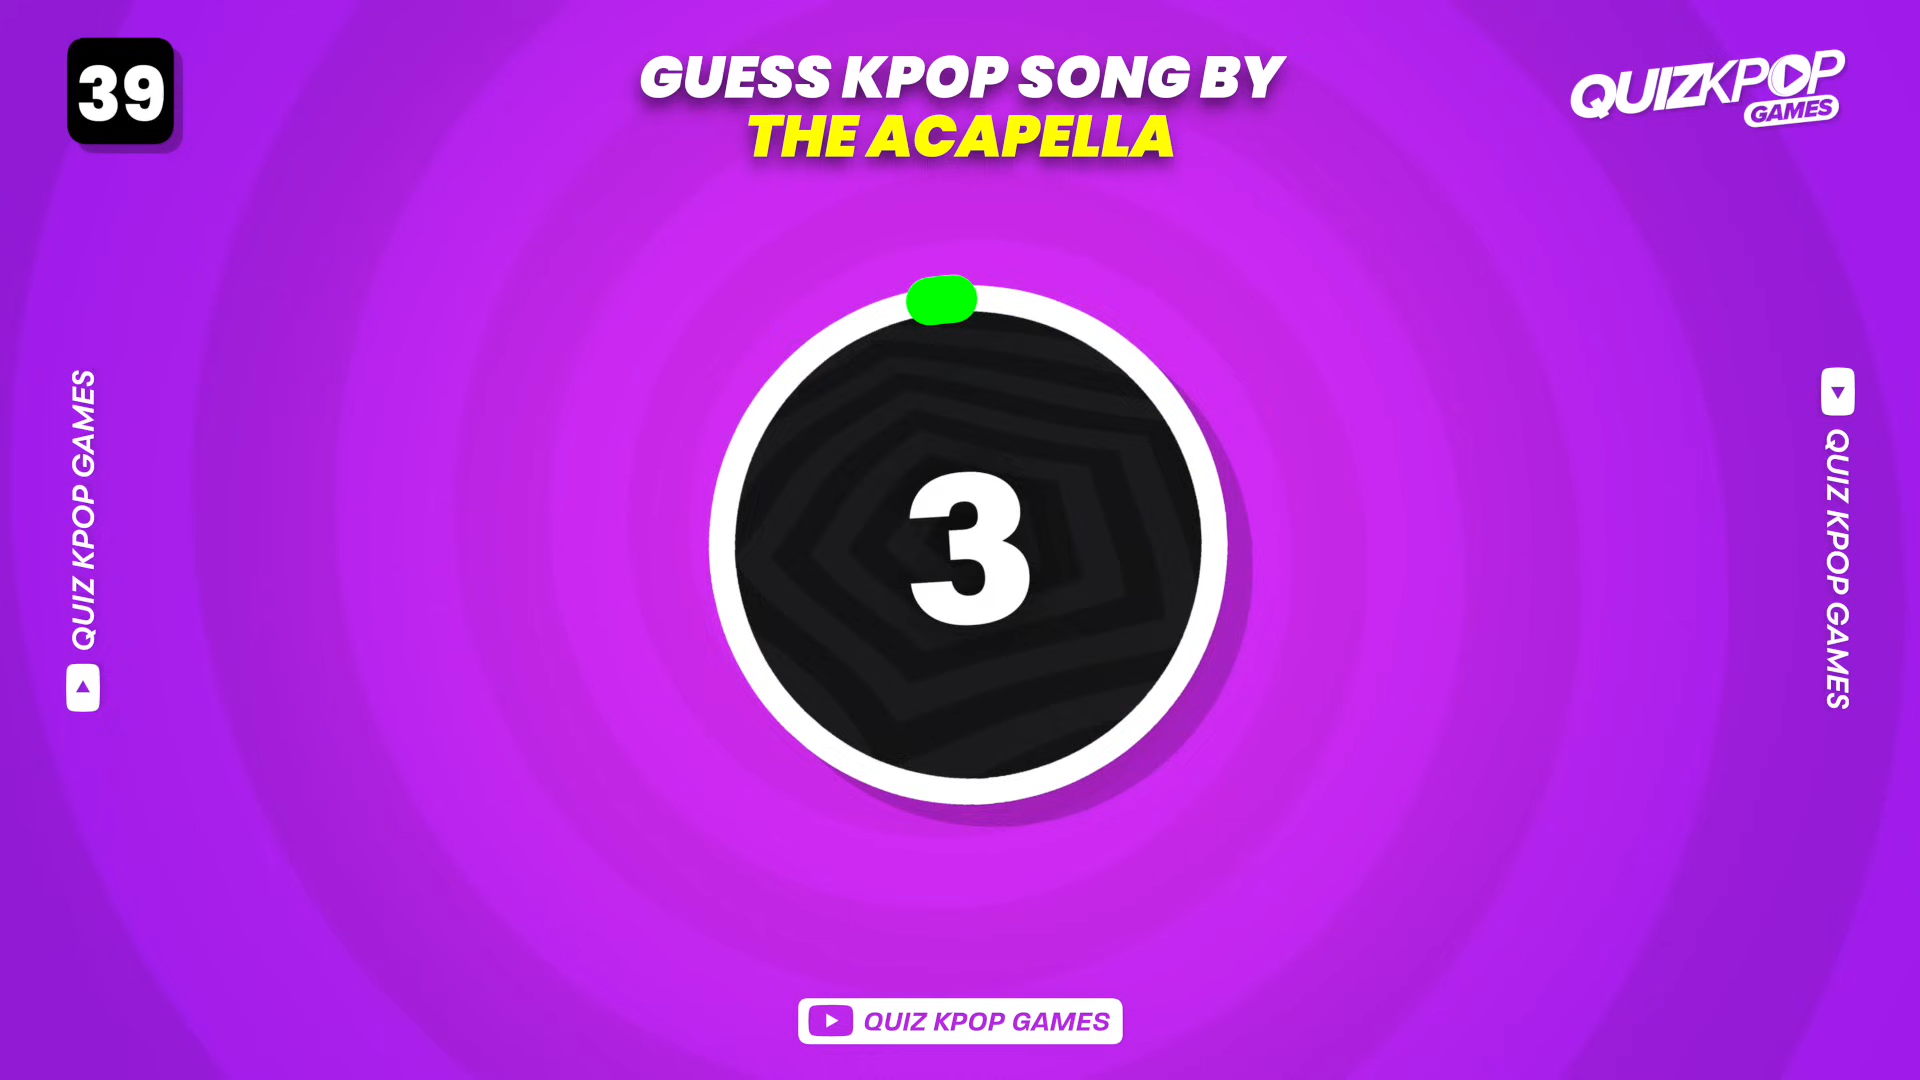 39
GUESS KPOP SONG BY
THE ACAPELLA
QUIZKPOP
GAMES
QUIZ KPOP GAMES
3
QUIZ KPOP GAMES
QUIZ KPOP GAMES